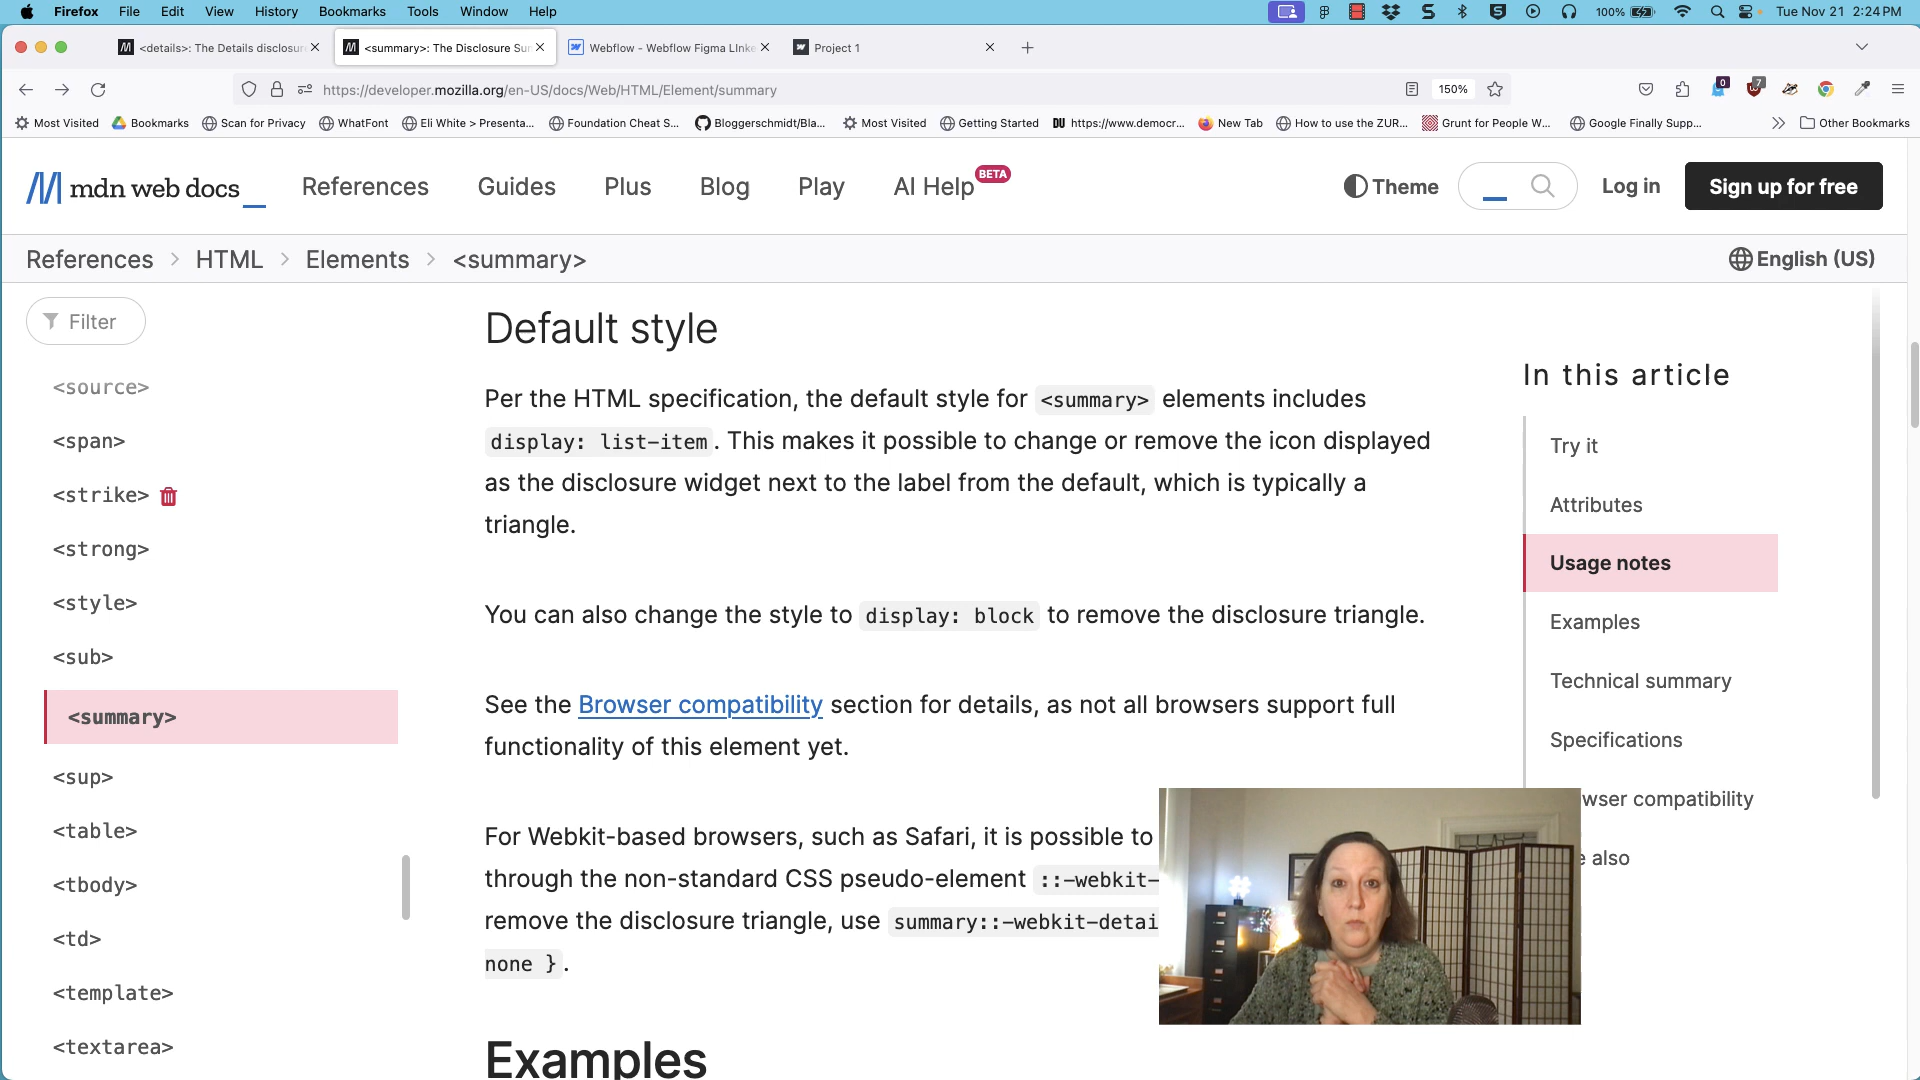 Firefox File Edit View History Bookmarks Tools Window Help 100% Tue Nov 21 2:24 PM
<details>: The Details disclosur
<summary>: The Disclosure Su
Webflow - Webflow Figma LInke
Project 1
https://developer.mozilla.org/en-US/docs/Web/HTML/Element/summary 150% 0 7
Most Visited Bookmarks Scan for Privacy WhatFont Eli White > Presenta... Foundation Cheat S... Bloggerschmidt/Bla... Most Visited Getting Started DU https://www.democr... New Tab How to use the ZUR... Grunt for People W... Google Finally Supp... Other Bookmarks
mdn web docs References Guides Plus Blog Play AI Help BETA Theme Log in Sign up for free
References HTML Elements <summary> English (US)
Filter
<source>
<span>
<strike>
<strong>
<style>
<sub>
<summary>
<sup>
<table>
<tbody>
<td>
<template>
<textarea>
Default style
Per the HTML specification, the default style for <summary> elements includes
display: list-item. This makes it possible to change or remove the icon displayed
as the disclosure widget next to the label from the default, which is typically a
triangle.
You can also change the style to display: block to remove the disclosure triangle.
See the Browser compatibility section for details, as not all browsers support full
functionality of this element yet.
For Webkit-based browsers, such as Safari, it is possible to
through the non-standard CSS pseudo-element ::-webkit-
remove the disclosure triangle, use summary::-webkit-detai
none }.
Examples
In this article
Try it
Attributes
Usage notes
Examples
Technical summary
Specifications
wser compatibility
e also